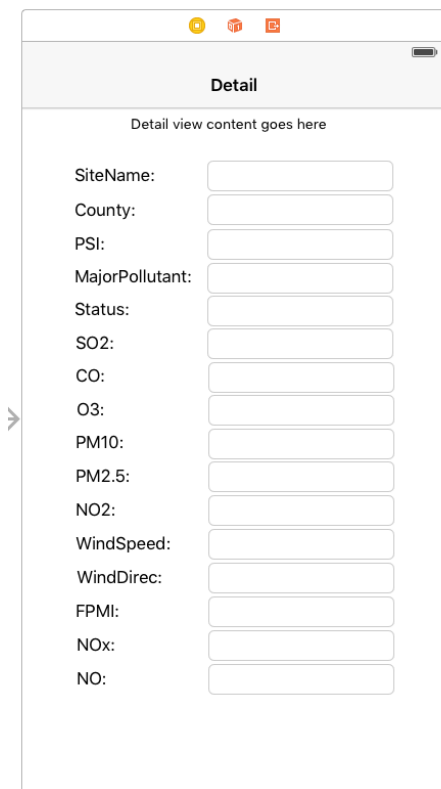 Detail
Detail view content goes here
SiteName:
County:
PSI:
MajorPollutant:
Status:
SO2:
CO:
O3:
PM10:
PM2.5:
NO2:
WindSpeed:
WindDirec:
FPMI:
NOx:
NO: